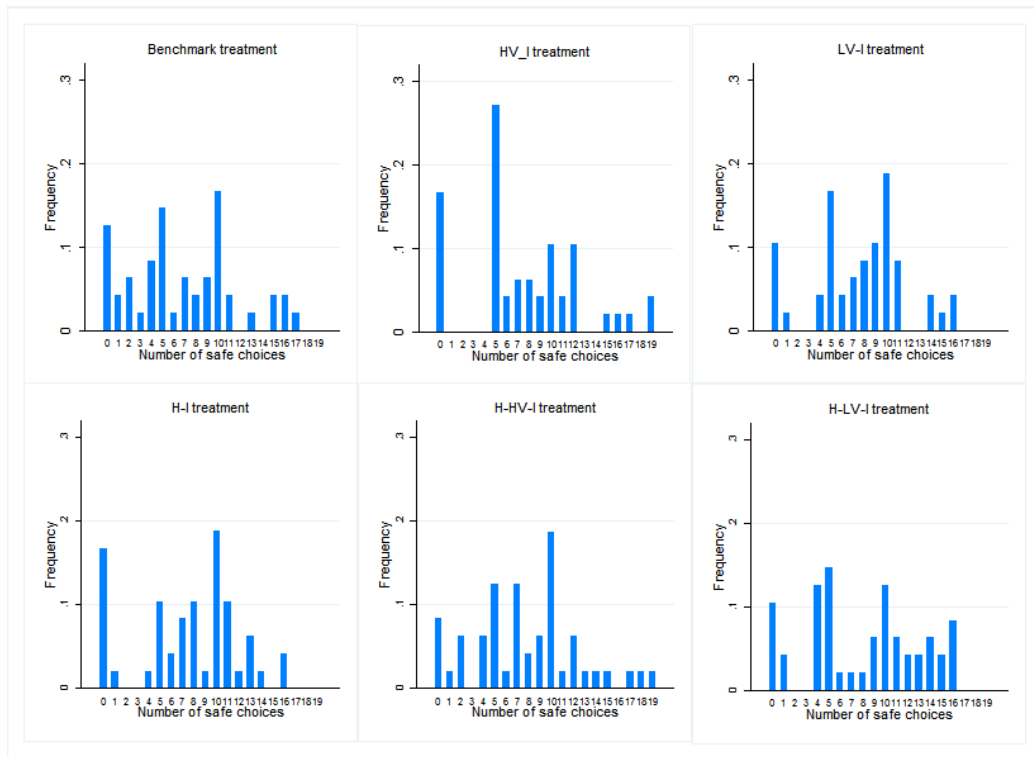 Benchmark treatment
Frequency
.3
.2
.1
0
0 1 2 3 4 5 6 7 8 9 10 11 12 13 14 15 16 17 18 19
Number of safe choices
HV_I treatment
Frequency
.3
.2
.1
0
0 1 2 3 4 5 6 7 8 9 10 11 12 13 14 15 16 17 18 19
Number of safe choices
LV-I treatment
Frequency
.3
.2
.1
0
0 1 2 3 4 5 6 7 8 9 10 11 12 13 14 15 16 17 18 19
Number of safe choices
H-I treatment
Frequency
.3
.2
.1
0
0 1 2 3 4 5 6 7 8 9 10 11 12 13 14 15 16 17 18 19
Number of safe choices
H-HV-I treatment
Frequency
.3
.2
.1
0
0 1 2 3 4 5 6 7 8 9 10 11 12 13 14 15 16 17 18 19
Number of safe choices
H-LV-I treatment
Frequency
.3
.2
.1
0
0 1 2 3 4 5 6 7 8 9 10 11 12 13 14 15 16 17 18 19
Number of safe choices